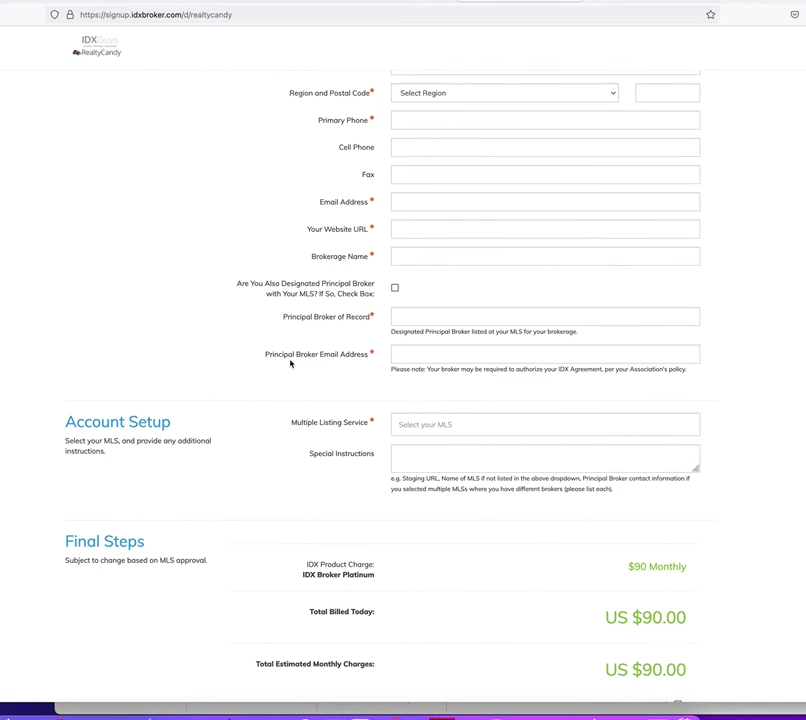 https://signup.idxbroker.com/d/realtycandy
IDXGuys
RealtyCandy
Region and Postal Code*
Select Region
Primary Phone *
Cell Phone
Fax
Email Address *
Your Website URL *
Brokerage Name *
Are You Also Designated Principal Broker
with Your MLS? If So, Check Box:
Principal Broker of Record*
Designated Principal Broker listed at your MLS for your brokerage.
Principal Broker Email Address *
Please note: Your broker may be required to authorize your IDX Agreement, per your Association's policy.
Account Setup
Select your MLS, and provide any additional
instructions.
Multiple Listing Service *
Select your MLS
Special Instructions
e.g. Staging URL, Name of MLS if not listed in the above dropdown, Principal Broker contact information if
you selected multiple MLSs where you have different brokers (please list each).
Final Steps
Subject to change based on MLS approval.
IDX Product Charge:
IDX Broker Platinum
$90 Monthly
Total Billed Today:
US $90.00
Total Estimated Monthly Charges:
US $90.00